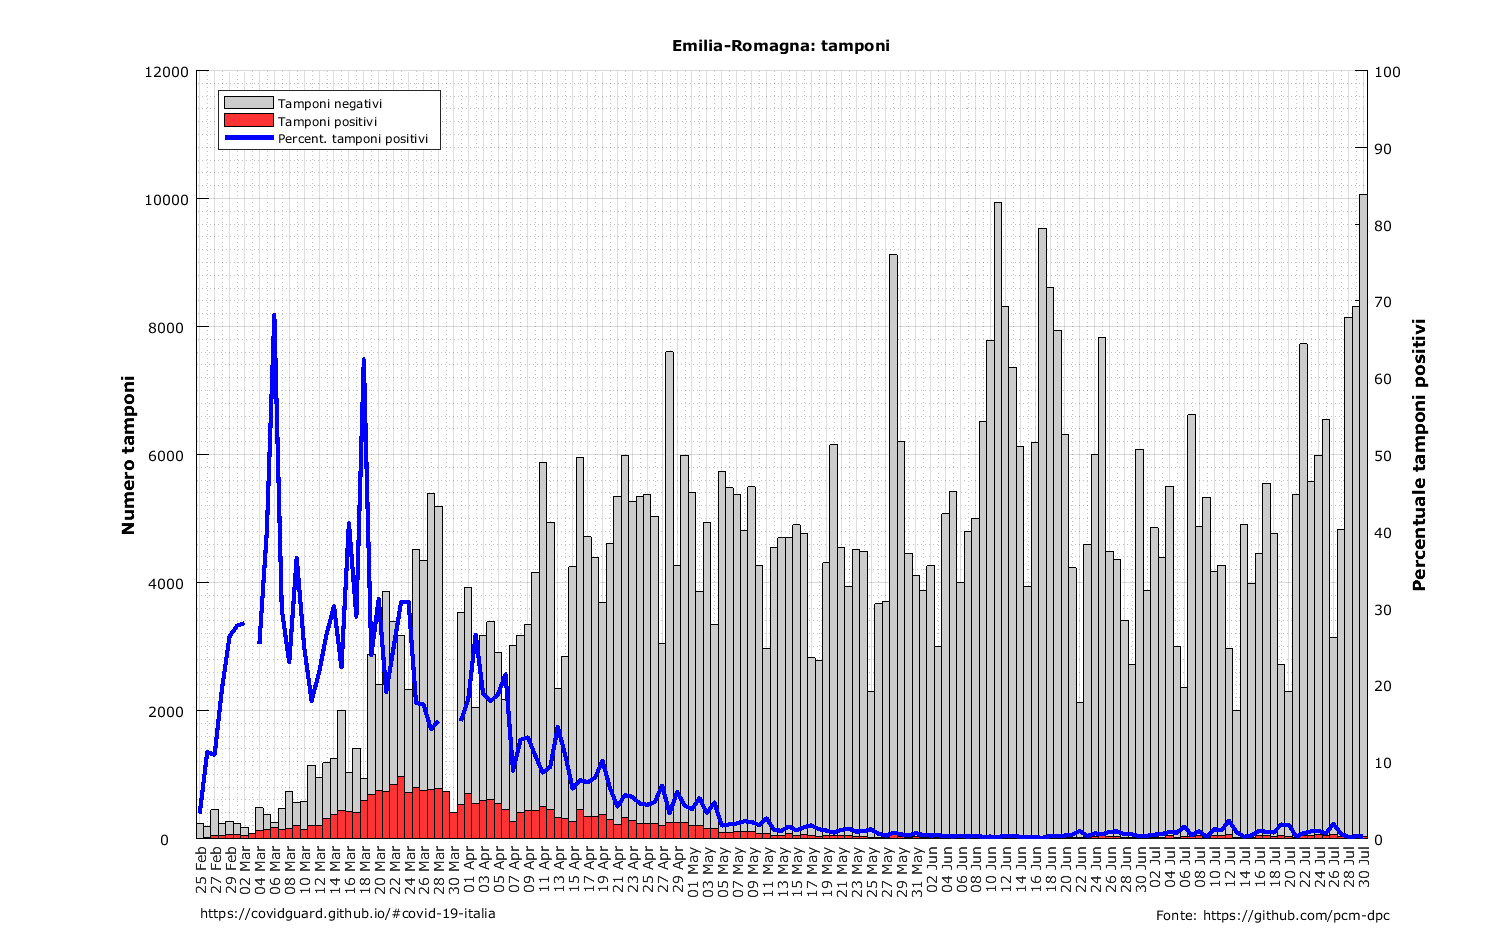 Emilia-Romagna: tamponi
Tamponi negativi
Tamponi positivi
Percent. tamponi positivi
Numero tamponi
12000
10000
8000
6000
4000
2000
0
Percentuale tamponi positivi
100
90
80
70
60
50
40
30
20
10
0
25 Feb
27 Feb
29 Feb
02 Mar
04 Mar
06 Mar
08 Mar
10 Mar
12 Mar
14 Mar
16 Mar
18 Mar
20 Mar
22 Mar
24 Mar
26 Mar
28 Mar
30 Mar
01 Apr
03 Apr
05 Apr
07 Apr
09 Apr
11 Apr
13 Apr
15 Apr
17 Apr
19 Apr
21 Apr
23 Apr
25 Apr
27 Apr
29 Apr
01 May
03 May
05 May
07 May
09 May
11 May
13 May
15 May
17 May
19 May
21 May
23 May
25 May
27 May
29 May
31 May
02 Jun
04 Jun
06 Jun
08 Jun
10 Jun
12 Jun
14 Jun
16 Jun
18 Jun
20 Jun
22 Jun
24 Jun
26 Jun
28 Jun
30 Jun
02 Jul
04 Jul
06 Jul
08 Jul
10 Jul
12 Jul
14 Jul
16 Jul
18 Jul
20 Jul
22 Jul
24 Jul
26 Jul
28 Jul
30 Jul
https://covidguard.github.io/#covid-19-italia
Fonte: https://github.com/pcm-dpc